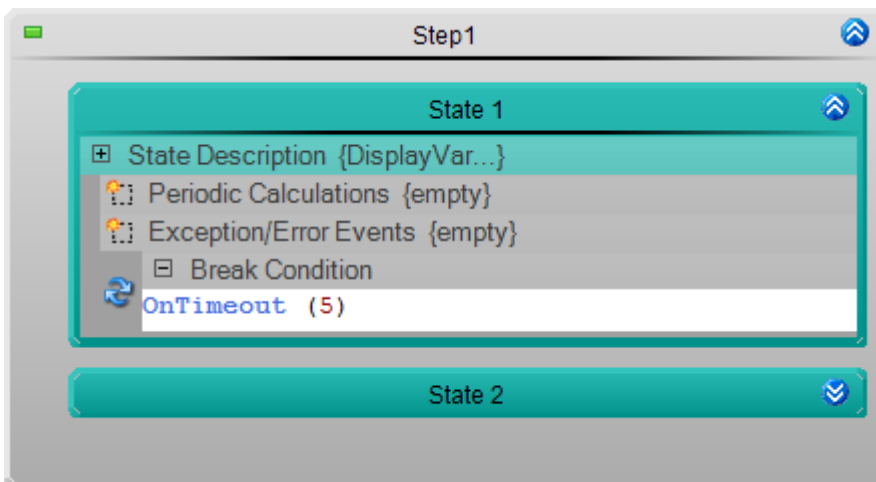 Step1
State 1
State Description {DisplayVar...}
Periodic Calculations {empty}
Exception/Error Events {empty}
Break Condition
OnTimeout (5)
State 2